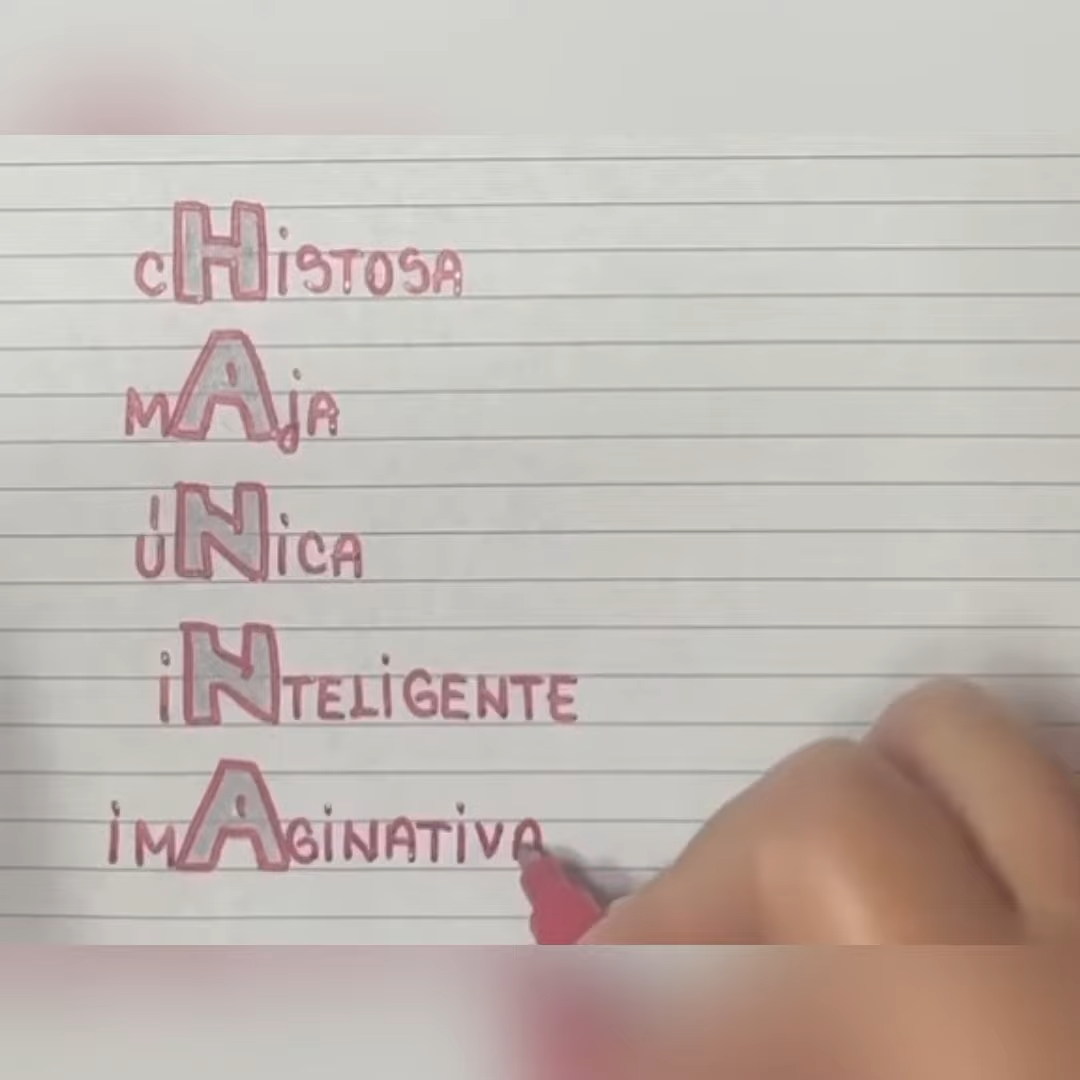 cHiSTOSA
mAjA
úNiCA
iNTELiGENTE
imAGiNATiVA